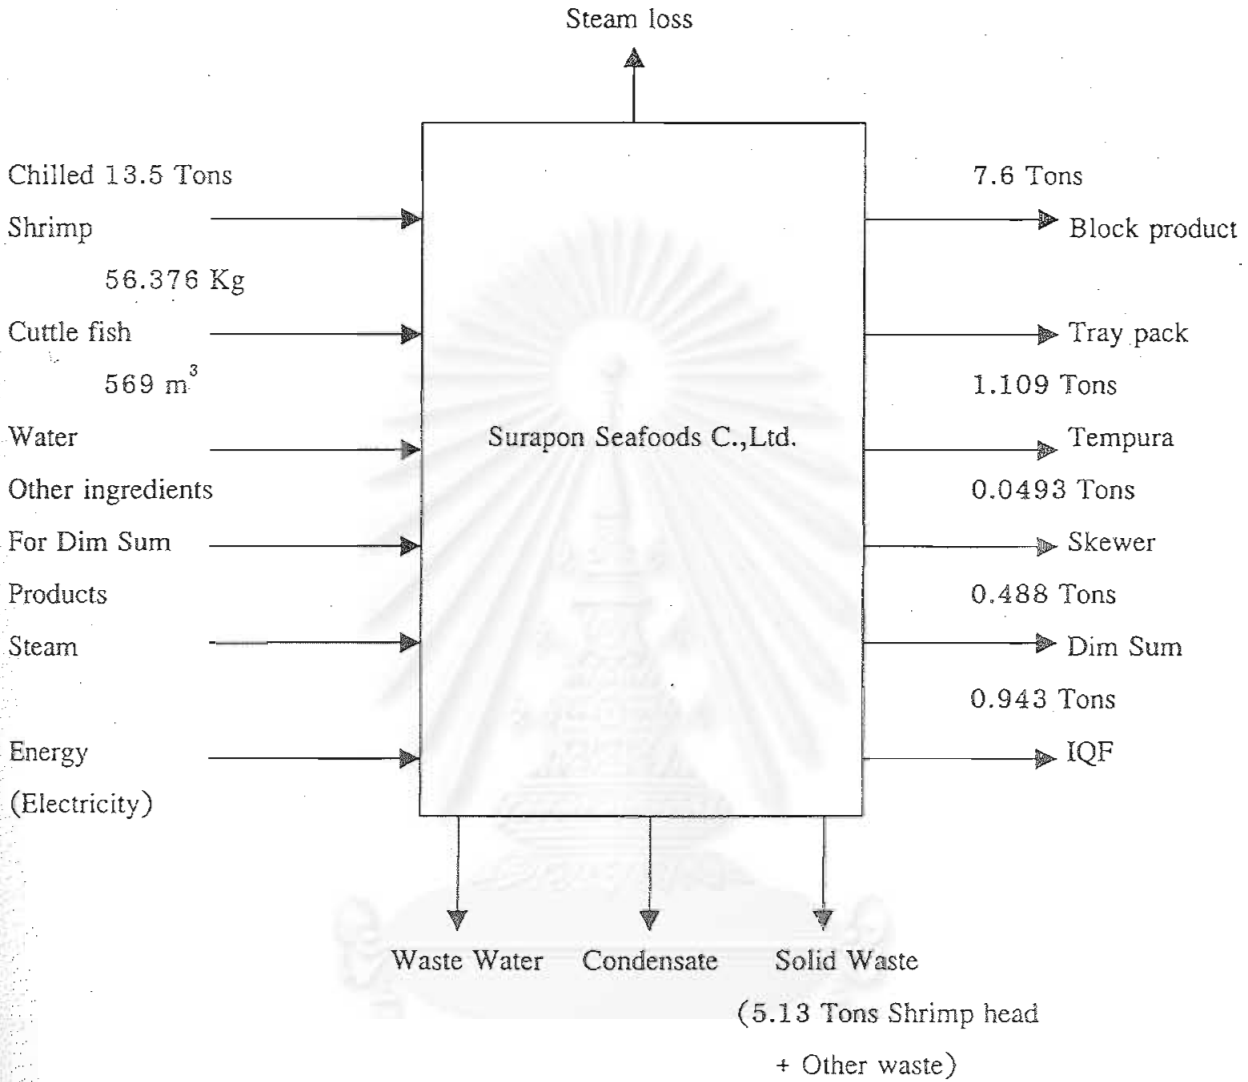 Steam loss
Chilled 13.5 Tons
7.6 Tons
Shrimp
Block product
56.376 Kg
Cuttle fish
Tray pack
569 m³
1.109 Tons
Water
Surapon Seafoods C.,Ltd.
Tempura
Other ingredients
0.0493 Tons
For Dim Sum
Skewer
Products
0.488 Tons
Steam
Dim Sum
0.943 Tons
Energy
IQF
(Electricity)
Waste Water
Condensate
Solid Waste
(5.13 Tons Shrimp head
+ Other waste)